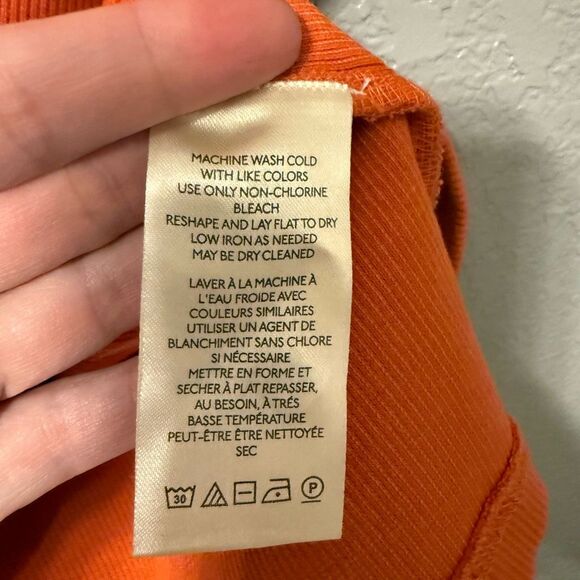 MACHINE WASH COLD
WITH LIKE COLORS
USE ONLY NON-CHLORINE
BLEACH
RESHAPE AND LAY FLAT TO DRY
LOW IRON AS NEEDED
MAY BE DRY CLEANED
LAVER À LA MACHINE À
L'EAU FROIDE AVEC
COULEURS SIMILAIRES
UTILISER UN AGENT DE
BLANCHIMENT SANS CHLORE
SI NÉCESSAIRE
METTRE EN FORME ET
SECHER À PLAT REPASSER,
AU BESOIN, À TRÉS
BASSE TEMPÉRATURE
PEUT-ÊTRE ÊTRE NETTOYÉE
SEC
30 P